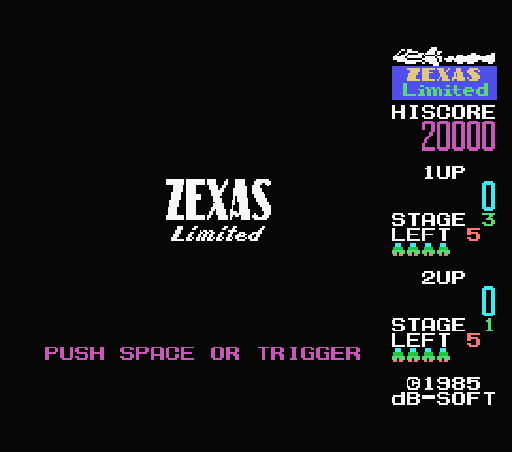 ZEXAS
Limited
HISCORE
20000
1UP
0
STAGE 3
LEFT 5
2UP
0
STAGE 1
LEFT 5
©1985
dB-SOFT
ZEXAS
Limited
PUSH SPACE OR TRIGGER